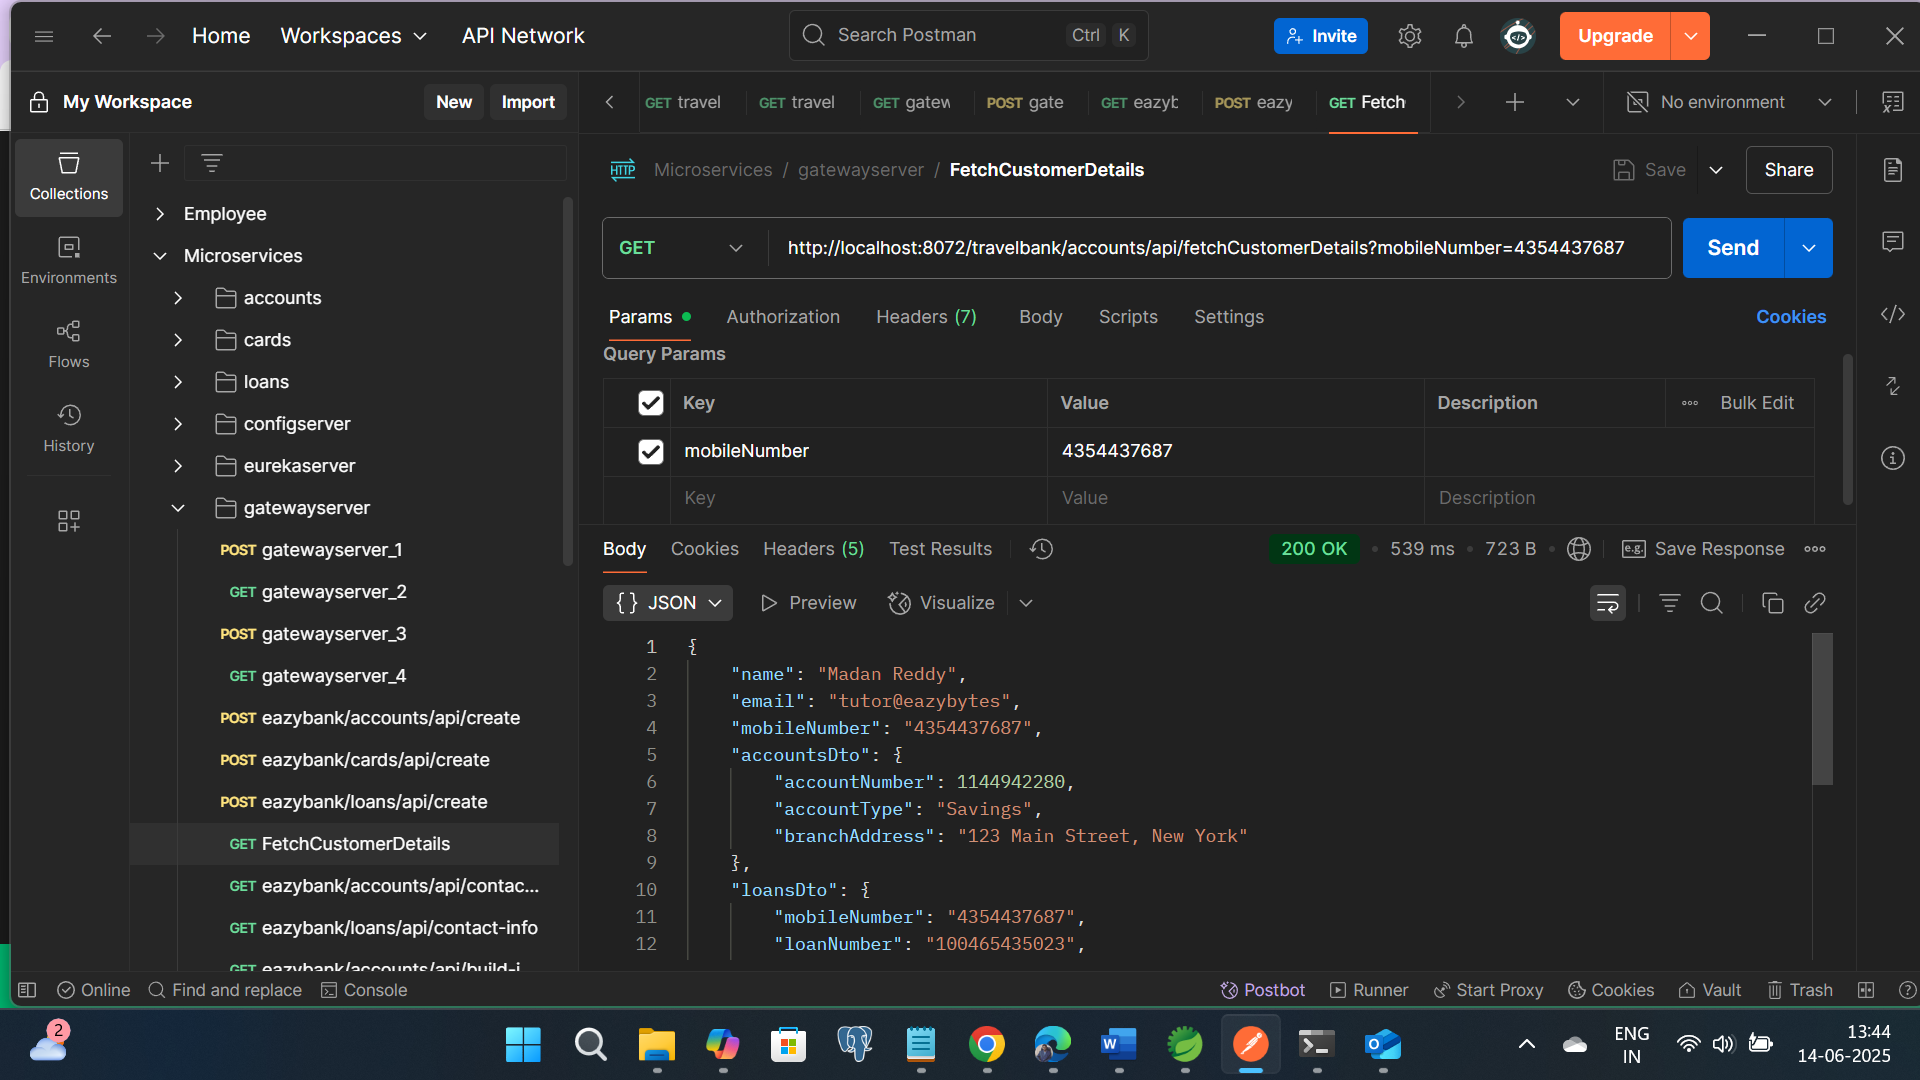 Home
Workspaces
API Network
Search Postman
Ctrl
K
Invite
Upgrade
My Workspace
New
Import
GET travel
GET travel
GET gatew
POST gate
GET eazyb
POST eazy
GET Fetch
No environment
Collections
Environments
Flows
History
Employee
Microservices
accounts
cards
loans
configserver
eurekaserver
gatewayserver
POST gatewayserver_1
GET gatewayserver_2
POST gatewayserver_3
GET gatewayserver_4
POST eazybank/accounts/api/create
POST eazybank/cards/api/create
POST eazybank/loans/api/create
GET FetchCustomerDetails
GET eazybank/accounts/api/contac...
GET eazybank/loans/api/contact-info
GET eazybank/accounts/api/build-i
HTTP
Microservices / gatewayserver / FetchCustomerDetails
Save
Share
GET
http://localhost:8072/travelbank/accounts/api/fetchCustomerDetails?mobileNumber=4354437687
Send
Params
Authorization
Headers (7)
Body
Scripts
Settings
Cookies
Query Params
Key
Value
Description
Bulk Edit
mobileNumber
4354437687
Key
Value
Description
Body
Cookies
Headers (5)
Test Results
200 OK
539 ms
723 B
e.g.
Save Response
{} JSON
Preview
Visualize
1 {
2 "name": "Madan Reddy",
3 "email": "tutor@eazybytes",
4 "mobileNumber": "4354437687",
5 "accountsDto": {
6 "accountNumber": 1144942280,
7 "accountType": "Savings",
8 "branchAddress": "123 Main Street, New York"
9 },
10 "loansDto": {
11 "mobileNumber": "4354437687",
12 "loanNumber": "100465435023",
Online
Find and replace
Console
Postbot
Runner
Start Proxy
Cookies
Vault
Trash
2
ENG
IN
13:44
14-06-2025